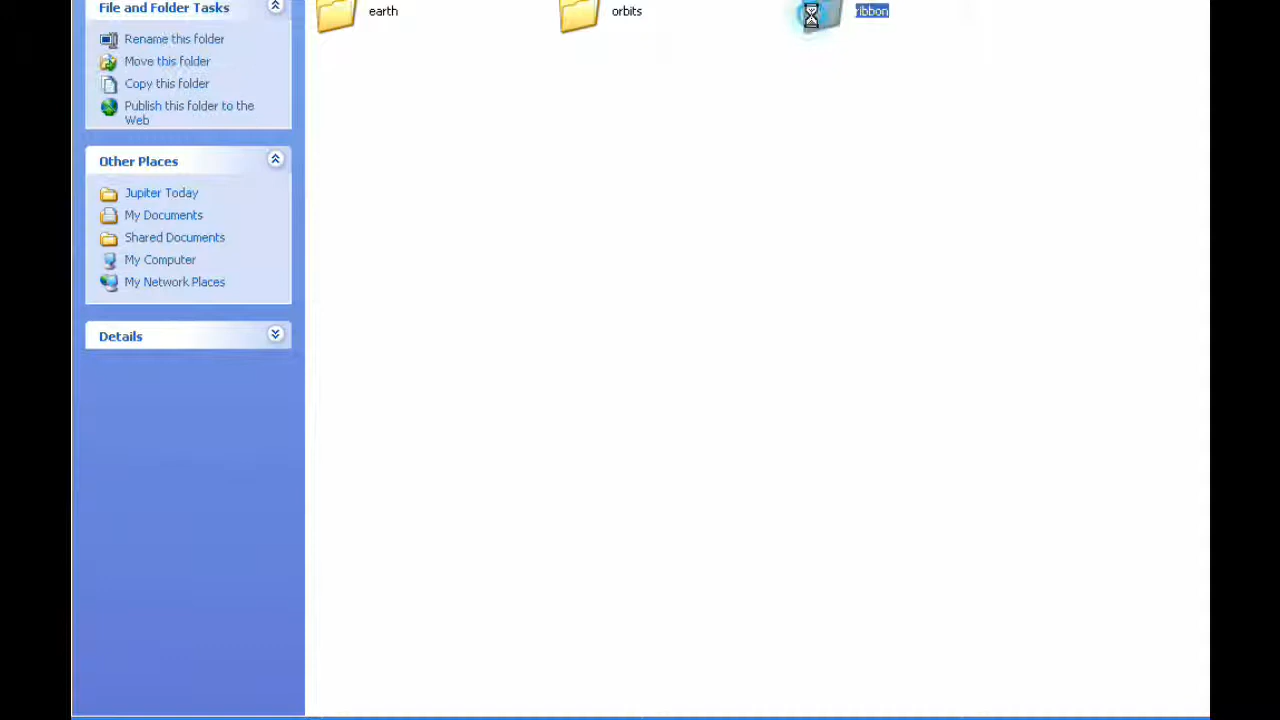 File and Folder Tasks
Rename this folder
Move this folder
Copy this folder
Publish this folder to the
Web
Other Places
Jupiter Today
My Documents
Shared Documents
My Computer
My Network Places
Details
earth
orbits
ribbon